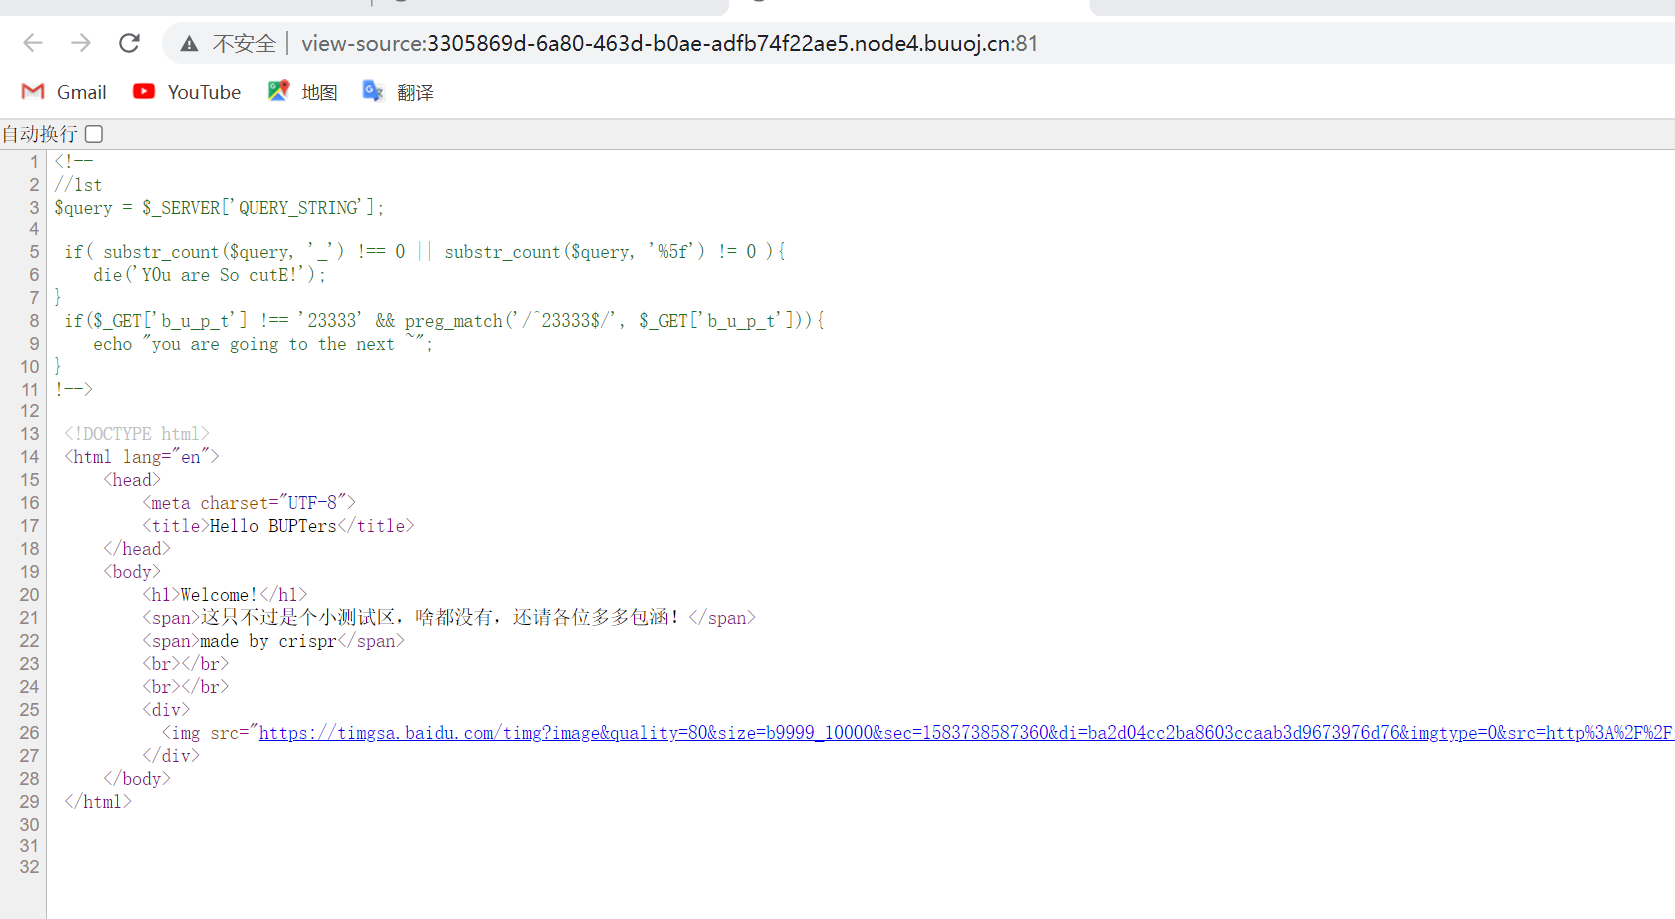 不安全 | view-source:3305869d-6a80-463d-b0ae-adfb74f22ae5.node4.buuoj.cn:81
Gmail YouTube 地图 翻译
自动换行
1 <!--
2 //1st
3 $query = $_SERVER['QUERY_STRING'];
4
5 if( substr_count($query, '_') !== 0 || substr_count($query, '%5f') != 0 ){
6 die('Y0u are So cutE!');
7 }
8 if($_GET['b_u_p_t'] !== '23333' && preg_match('/^23333$/', $_GET['b_u_p_t'])){
9 echo "you are going to the next ~";
10 }
11 !-->
12
13 <!DOCTYPE html>
14 <html lang="en">
15 <head>
16 <meta charset="UTF-8">
17 <title>Hello BUPTers</title>
18 </head>
19 <body>
20 <h1>Welcome!</h1>
21 <span>这只不过是个小测试区，啥都没有，还请各位多多包涵！</span>
22 <span>made by crispr</span>
23 <br></br>
24 <br></br>
25 <div>
26 <img src="https://timgsa.baidu.com/timg?image&quality=80&size=b9999_10000&sec=1583738587360&di=ba2d04cc2ba8603ccaab3d9673976d76&imgtype=0&src=http%3A%2F%2F
27 </div>
28 </body>
29 </html>
30
31
32